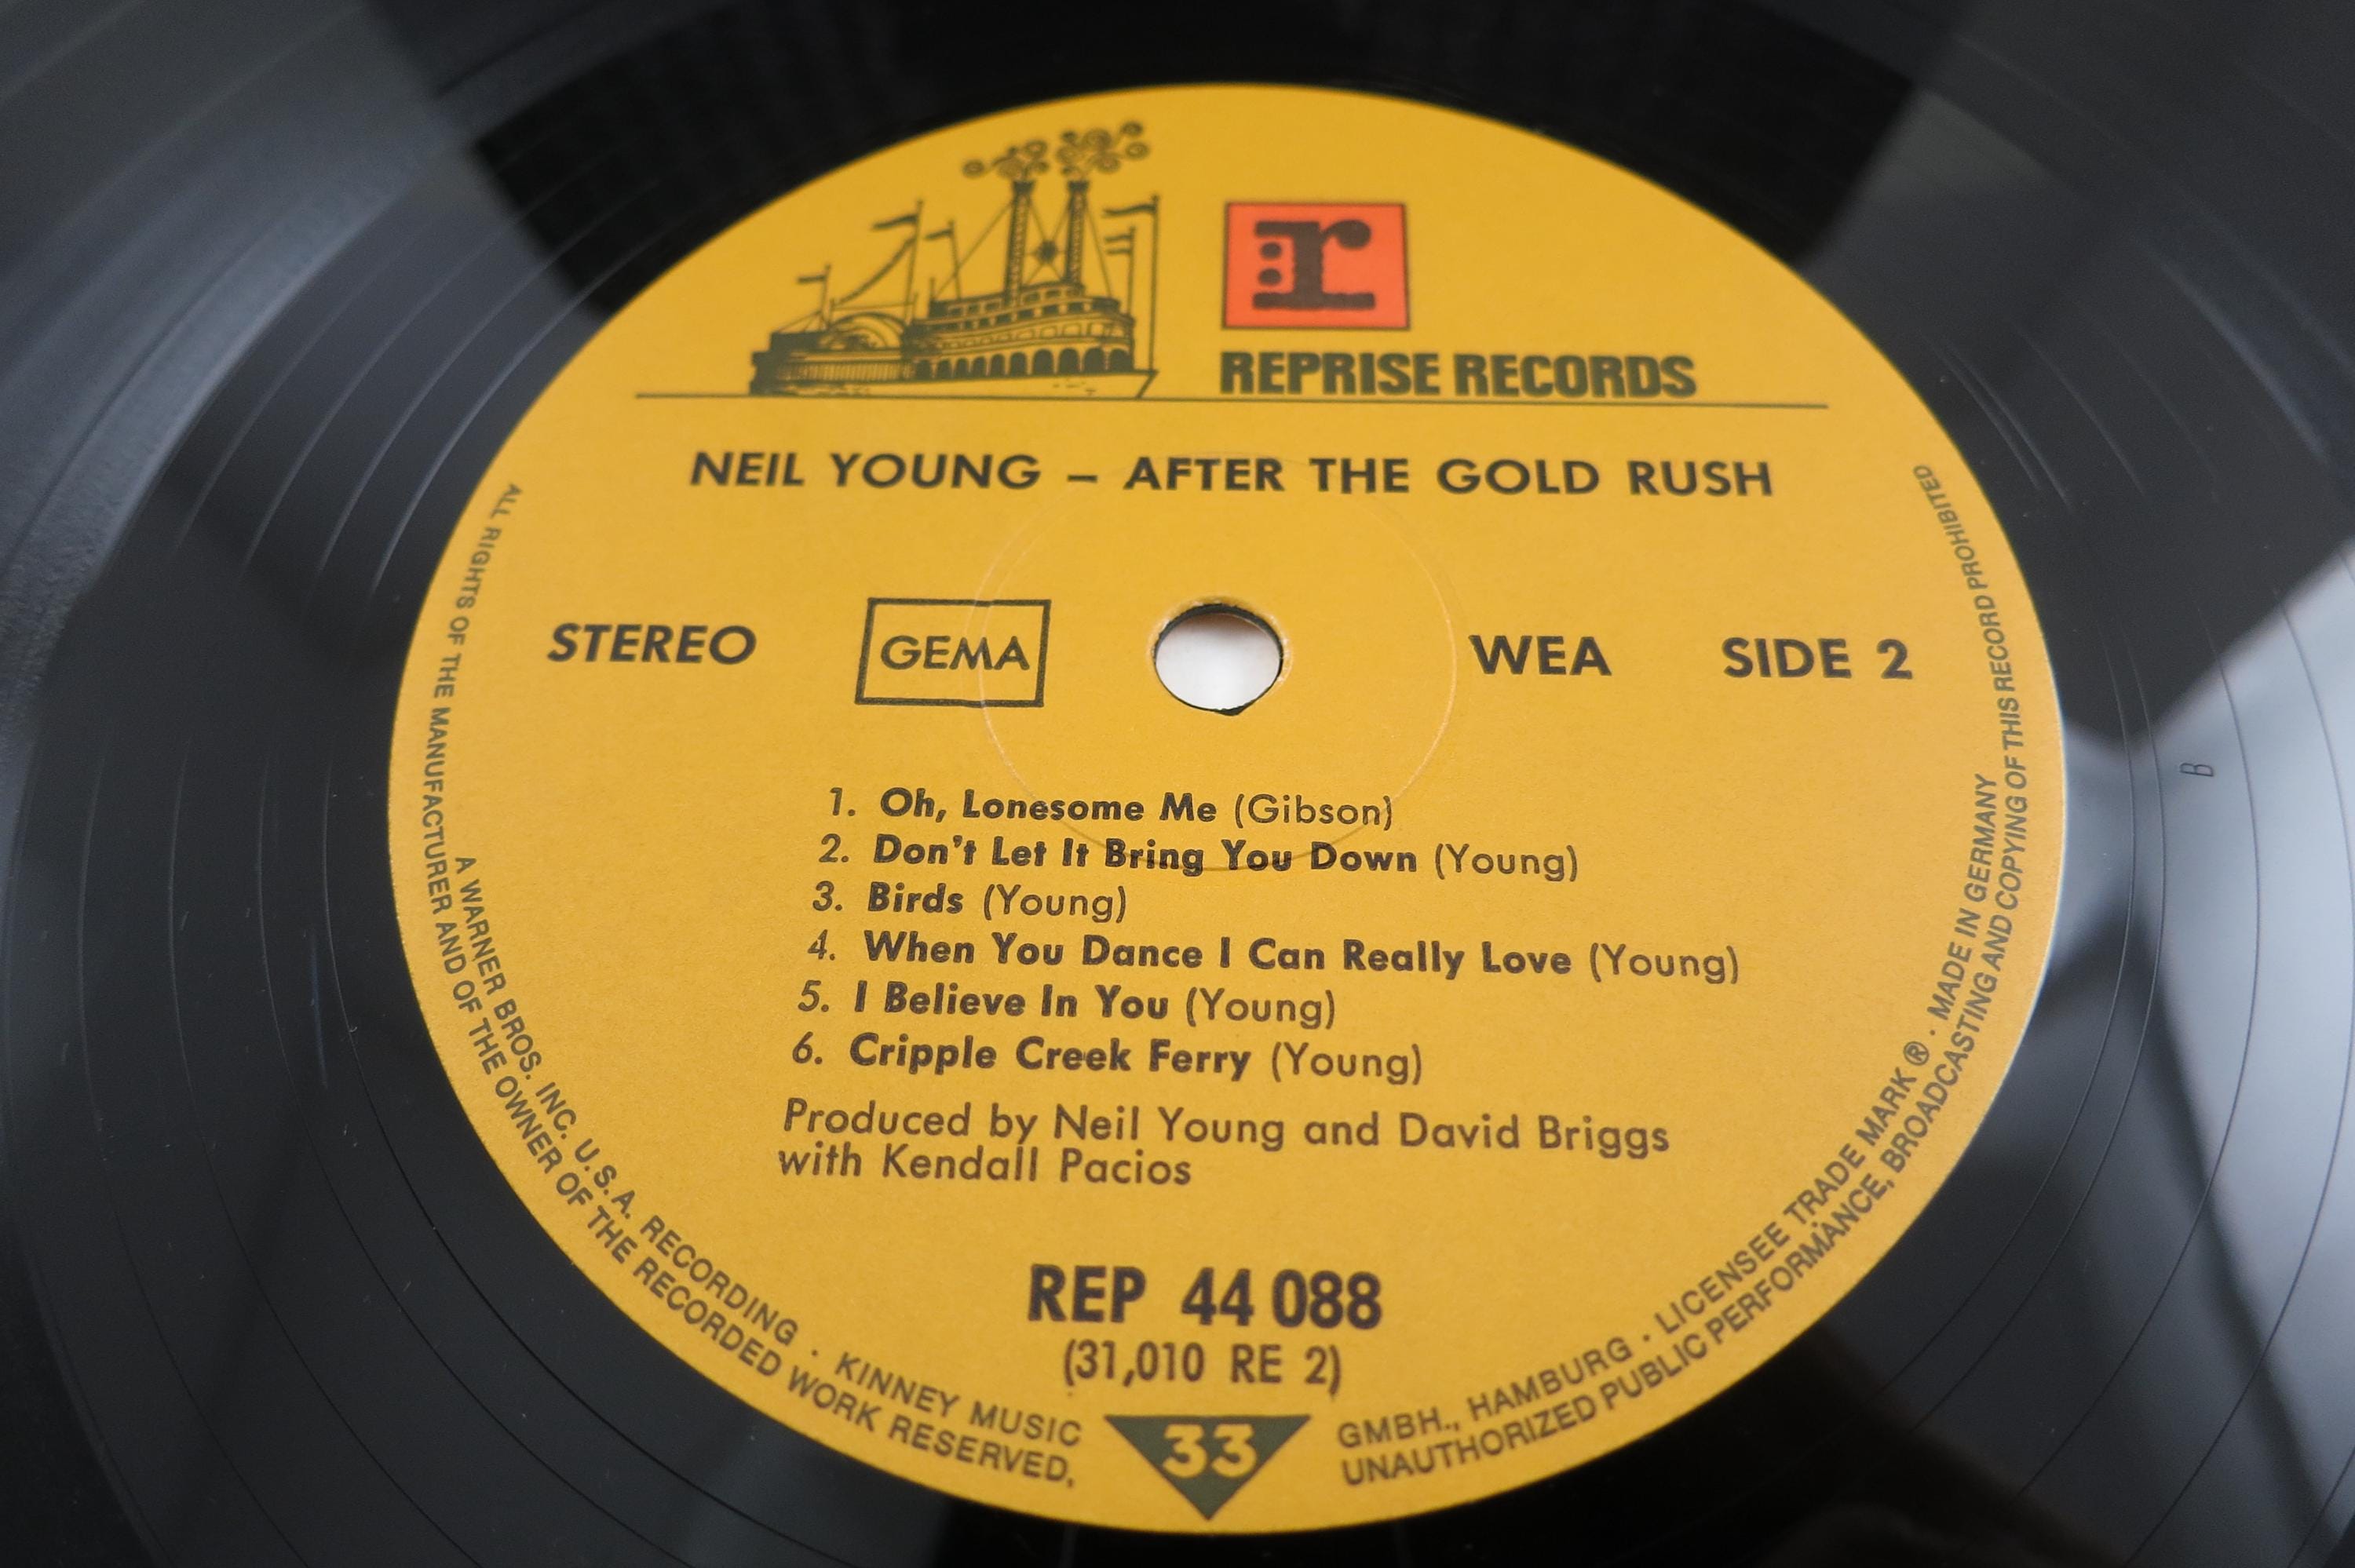 r
REPRISE RECORDS
NEIL YOUNG – AFTER THE GOLD RUSH
STEREO
GEMA
WEA
SIDE 2
1. Oh, Lonesome Me (Gibson)
2. Don't Let It Bring You Down (Young)
3. Birds (Young)
4. When You Dance I Can Really Love (Young)
5. I Believe In You (Young)
6. Cripple Creek Ferry (Young)
Produced by Neil Young and David Briggs
with Kendall Pacios
REP 44 088
(31,010 RE 2)
33
A WARNER BROS. INC. U.S.A. RECORDING · KINNEY MUSIC GMBH., HAMBURG · LICENSEE TRADE MARK ® · MADE IN GERMANY
ALL RIGHTS OF THE MANUFACTURER AND OF THE OWNER OF THE RECORDED WORK RESERVED, UNAUTHORIZED PUBLIC PERFORMANCE, BROADCASTING AND COPYING OF THIS RECORD PROHIBITED
B